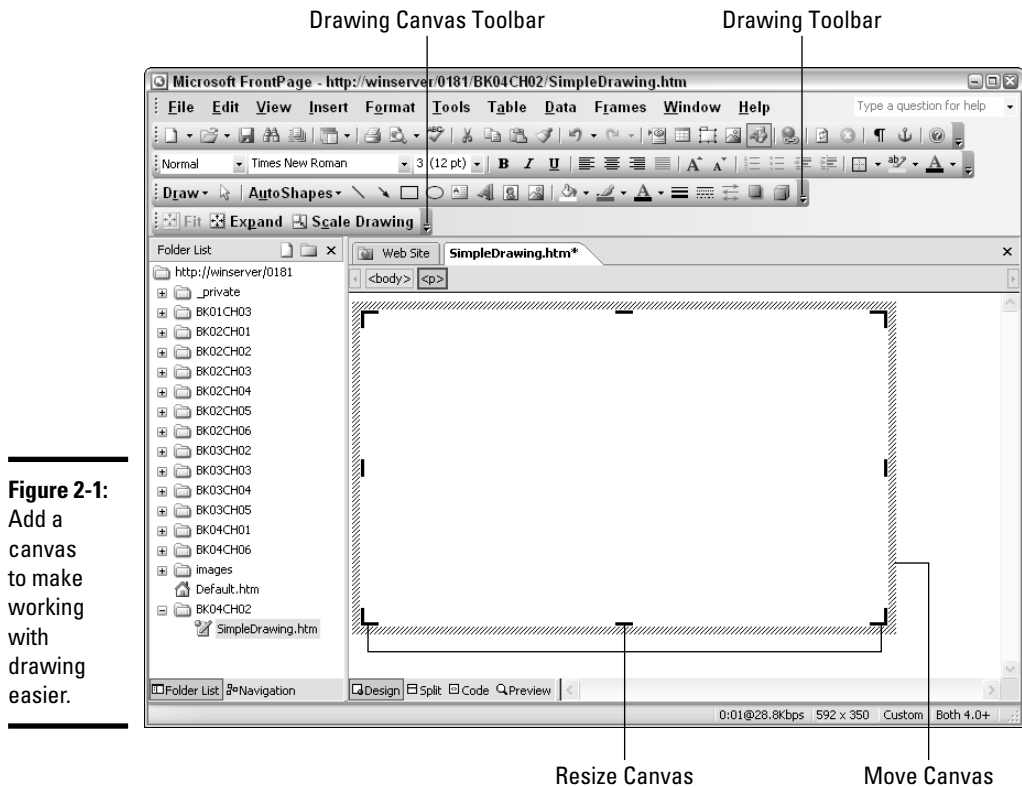 Drawing Canvas Toolbar Drawing Toolbar
Microsoft FrontPage - http://winserver/0181/BK04CH02/SimpleDrawing.htm
File Edit View Insert Format Tools Table Data Frames Window Help Type a question for help
Normal Times New Roman 3 (12 pt) B I U A A ab A
Draw AutoShapes A
Fit Expand Scale Drawing
Folder List Web Site SimpleDrawing.htm*
http://winserver/0181 <body> <p>
_private
BK01CH03
BK02CH01
BK02CH02
BK02CH03
BK02CH04
BK02CH05
BK02CH06
BK03CH02
BK03CH03
BK03CH04
BK03CH05
BK04CH01
BK04CH06
images
Default.htm
BK04CH02
SimpleDrawing.htm
Folder List Navigation Design Split Code Preview
0:01@28.8Kbps 592 x 350 Custom Both 4.0+
Resize Canvas Move Canvas
Figure 2-1:
Add a
canvas
to make
working
with
drawing
easier.